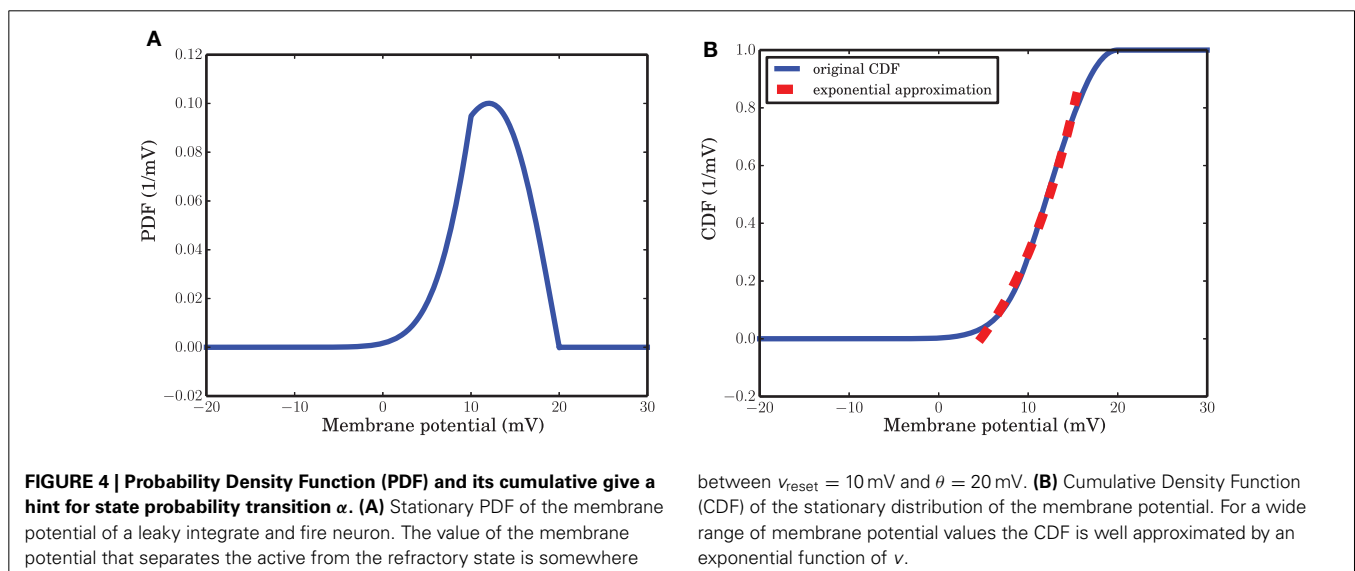 A
0.12
0.10
0.08
0.06
0.04
0.02
0.00
−0.02
PDF (1/mV)
−20 −10 0 10 20 30
Membrane potential (mV)
B
1.0
0.8
0.6
0.4
0.2
0.0
−0.2
CDF (1/mV)
original CDF
exponential approximation
−20 −10 0 10 20 30
Membrane potential (mV)
FIGURE 4 | Probability Density Function (PDF) and its cumulative give a
hint for state probability transition α. (A) Stationary PDF of the membrane
potential of a leaky integrate and fire neuron. The value of the membrane
potential that separates the active from the refractory state is somewhere
between vreset = 10 mV and θ = 20 mV. (B) Cumulative Density Function
(CDF) of the stationary distribution of the membrane potential. For a wide
range of membrane potential values the CDF is well approximated by an
exponential function of v.